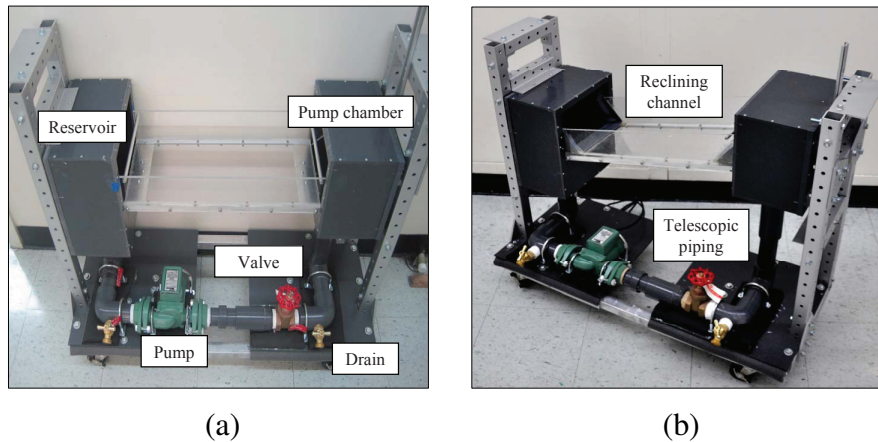 Reservoir
Pump chamber
Valve
Pump
Drain
(a)
Reclining
channel
Telescopic
piping
(b)